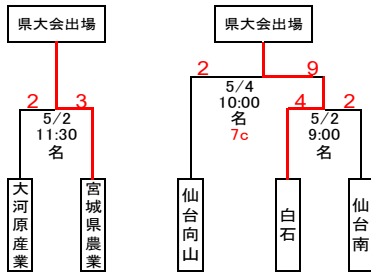 県大会出場
県大会出場
2 9
5/4
10:00
名
7c
2 3
5/2
11:30
名
4 2
5/2
9:00
名
大河原産業
宮城県農業
仙台向山
白石
仙台南